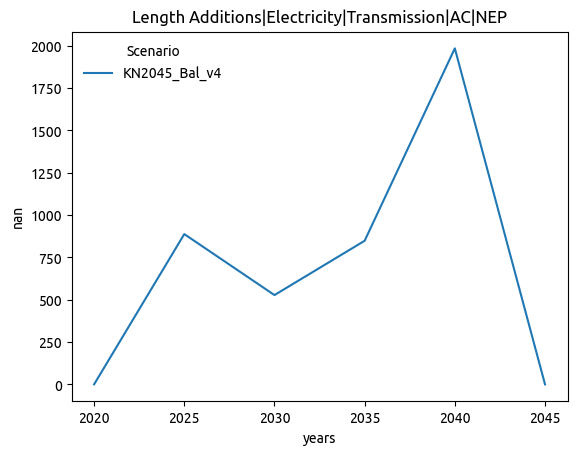 Length Additions|Electricity|Transmission|AC|NEP
Scenario
KN2045_Bal_v4
2000
1750
1500
1250
1000
750
500
250
0
nan
2020 2025 2030 2035 2040 2045
years